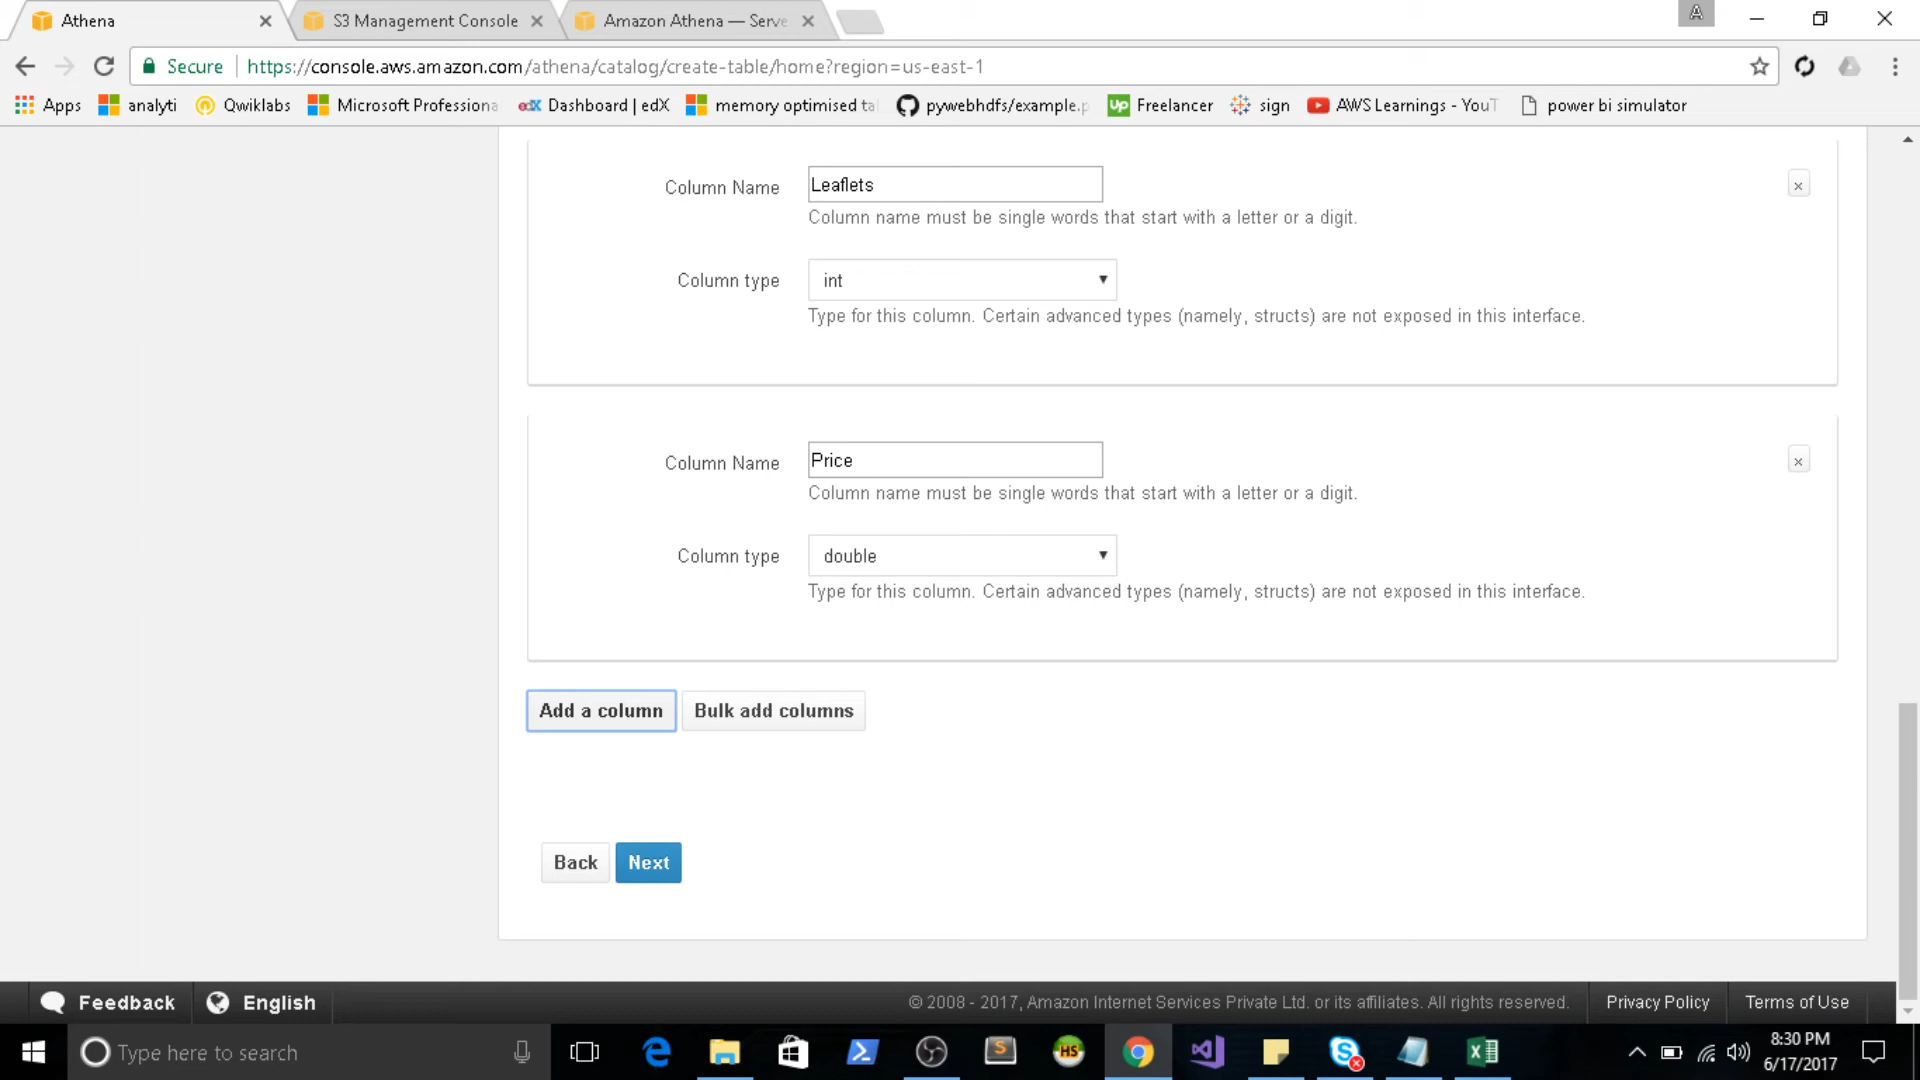 Athena
S3 Management Console
Amazon Athena — Serve
A
Secure
https://console.aws.amazon.com/athena/catalog/create-table/home?region=us-east-1
Apps
analyti
Qwiklabs
Microsoft Professiona
edX Dashboard | edX
memory optimised ta
pywebhdfs/example.p
up Freelancer
sign
AWS Learnings - YouT
power bi simulator
Column Name
Leaflets
Column name must be single words that start with a letter or a digit.
Column type
int
Type for this column. Certain advanced types (namely, structs) are not exposed in this interface.
Column Name
Price
Column name must be single words that start with a letter or a digit.
Column type
double
Type for this column. Certain advanced types (namely, structs) are not exposed in this interface.
Add a column
Bulk add columns
Back
Next
Feedback
English
© 2008 - 2017, Amazon Internet Services Private Ltd. or its affiliates. All rights reserved.
Privacy Policy
Terms of Use
Type here to search
HS
8:30 PM
6/17/2017